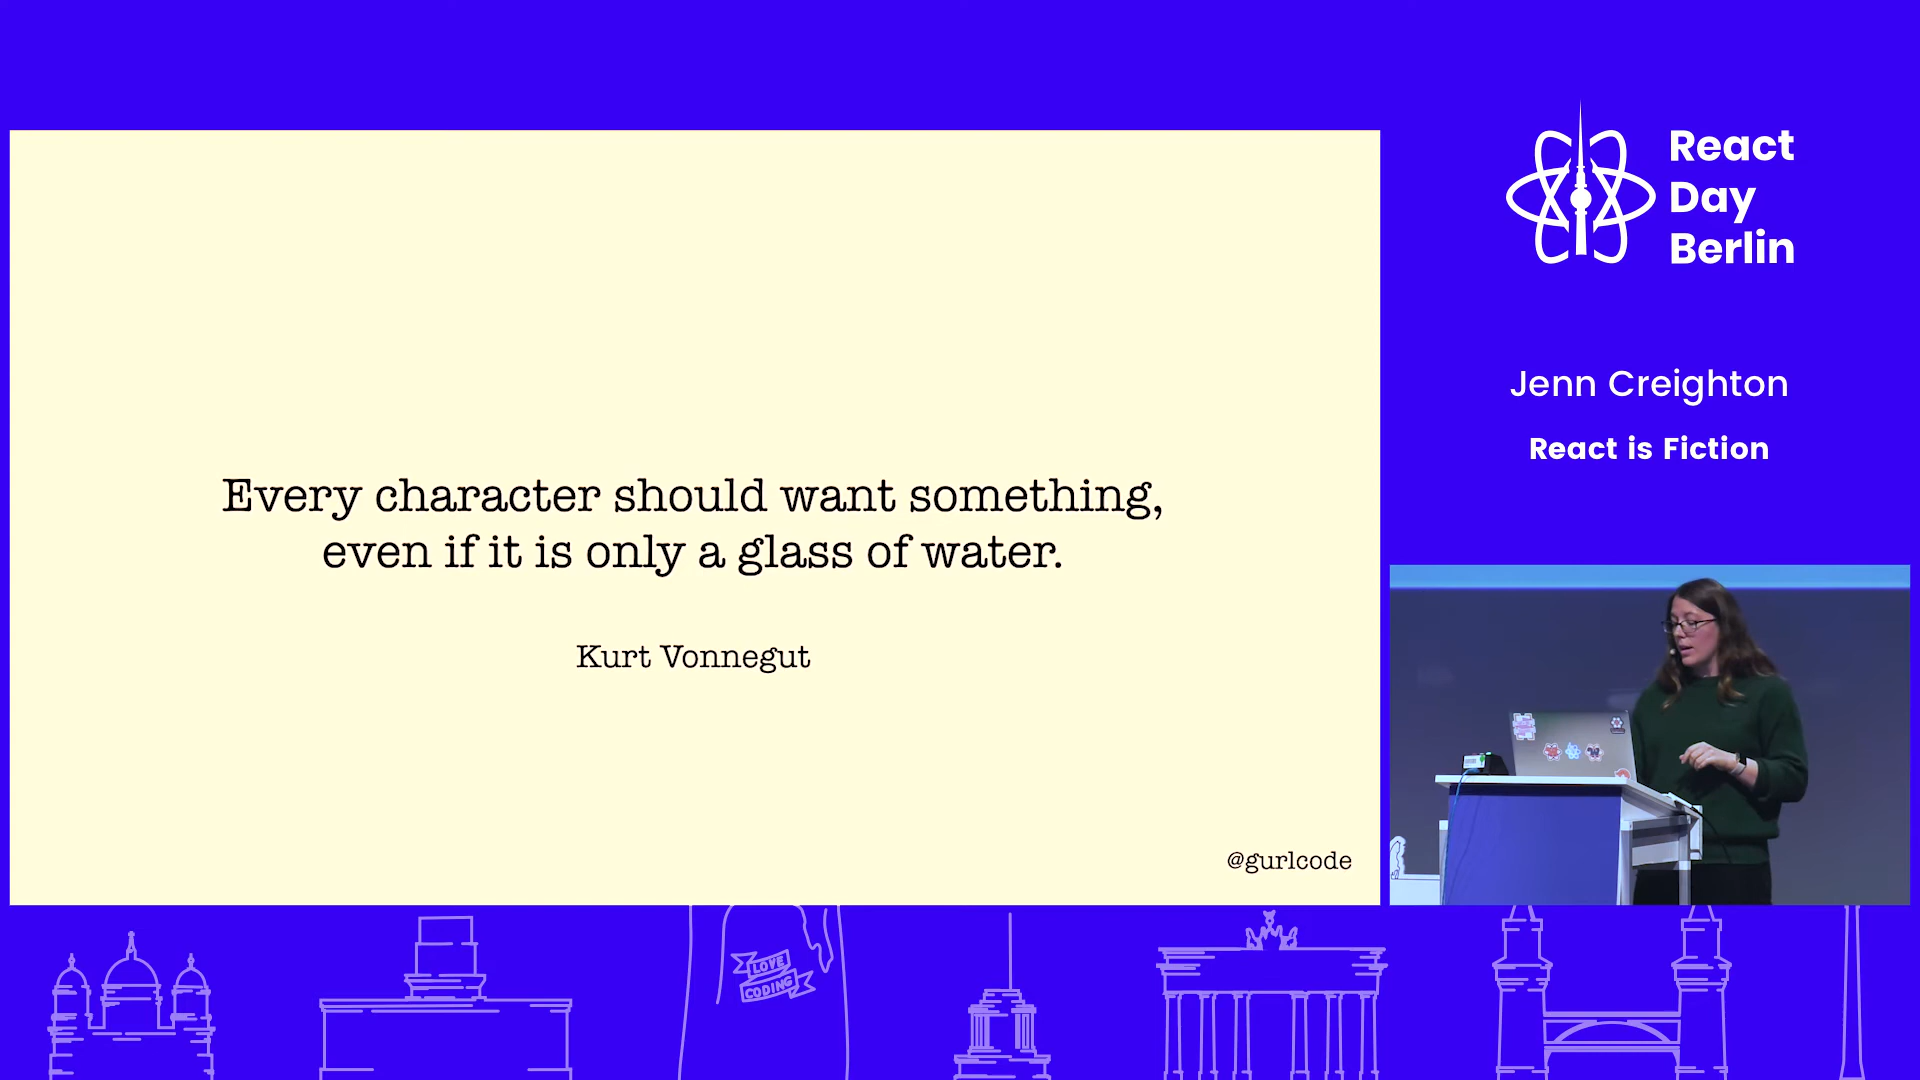 Every character should want something,
even if it is only a glass of water.
Kurt Vonnegut
@gurlcode
React
Day
Berlin
Jenn Creighton
React is Fiction
LOVE
CODING